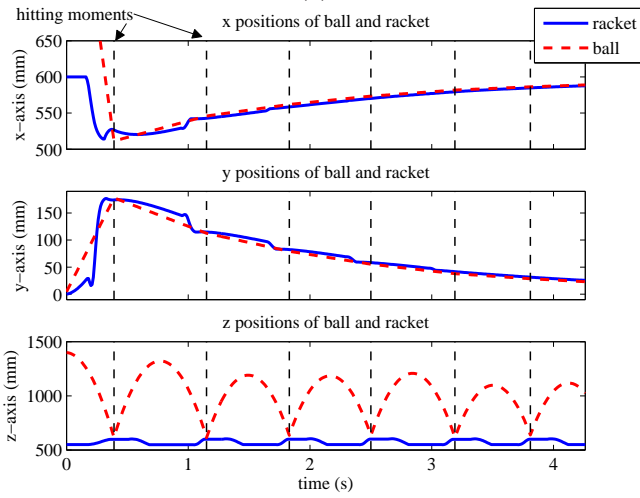 hitting moments
x positions of ball and racket
racket
ball
650
600
550
500
x−axis (mm)
y positions of ball and racket
150
100
50
0
y−axis (mm)
z positions of ball and racket
1500
1000
500
z−axis (mm)
0 1 2 3 4
time (s)